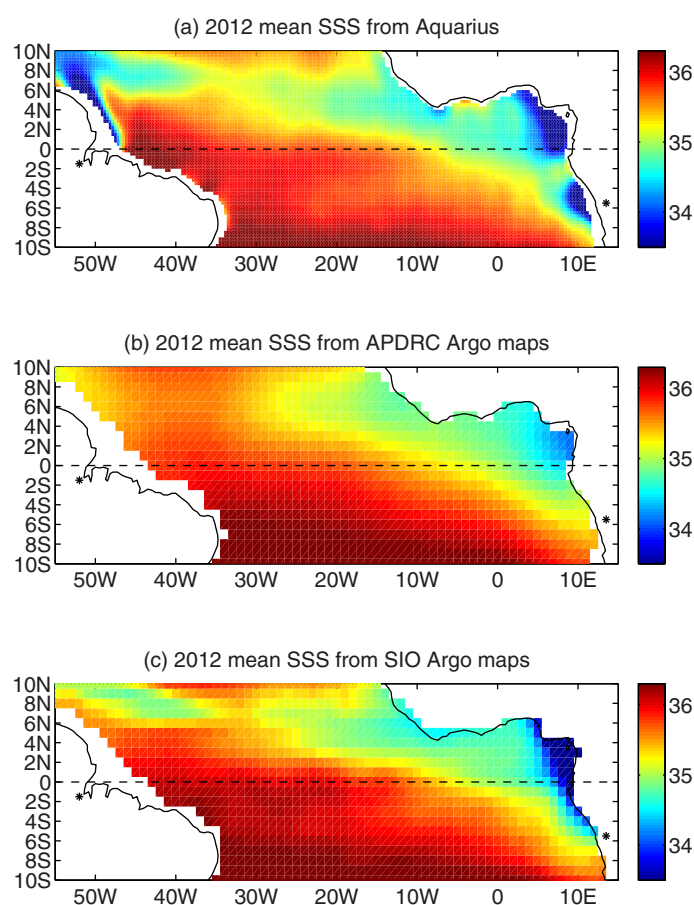 (a) 2012 mean SSS from Aquarius
10N
8N
6N
4N
2N
0
2S
4S
6S
8S
10S
50W 40W 30W 20W 10W 0 10E
36
35
34
(b) 2012 mean SSS from APDRC Argo maps
10N
8N
6N
4N
2N
0
2S
4S
6S
8S
10S
50W 40W 30W 20W 10W 0 10E
36
35
34
(c) 2012 mean SSS from SIO Argo maps
10N
8N
6N
4N
2N
0
2S
4S
6S
8S
10S
50W 40W 30W 20W 10W 0 10E
36
35
34